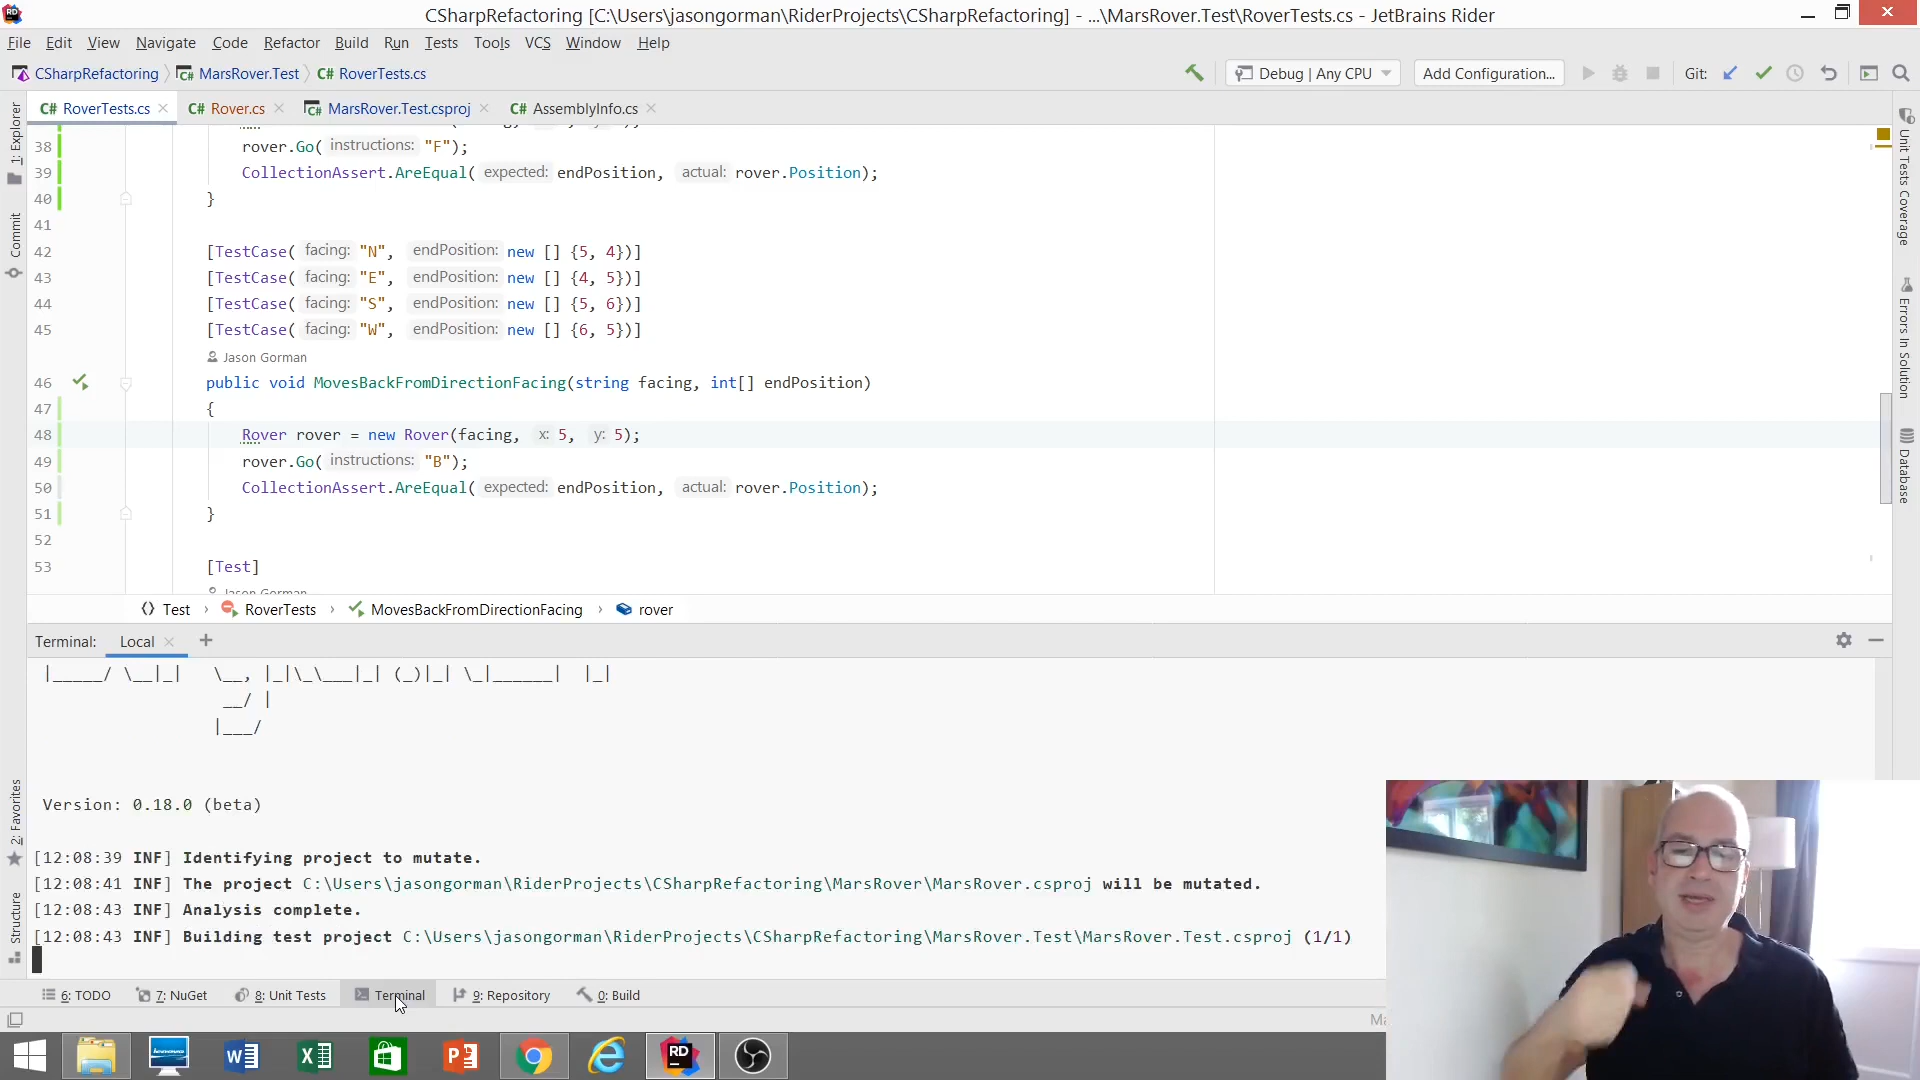 CSharpRefactoring [C:\Users\jasongorman\RiderProjects\CSharpRefactoring] - ...\MarsRover.Test\RoverTests.cs - JetBrains Rider
File Edit View Navigate Code Refactor Build Run Tests Tools VCS Window Help
CSharpRefactoring MarsRover.Test C# RoverTests.cs Debug | Any CPU Add Configuration... Git:
C# RoverTests.cs C# Rover.cs C# MarsRover.Test.csproj C# AssemblyInfo.cs
1: Explorer
Commit
2: Favorites
Structure
38 rover.Go( instructions: "F");
39 CollectionAssert.AreEqual( expected: endPosition, actual: rover.Position);
40 }
41
42 [TestCase( facing: "N", endPosition: new [] {5, 4})]
43 [TestCase( facing: "E", endPosition: new [] {4, 5})]
44 [TestCase( facing: "S", endPosition: new [] {5, 6})]
45 [TestCase( facing: "W", endPosition: new [] {6, 5})]
Jason Gorman
46 public void MovesBackFromDirectionFacing(string facing, int[] endPosition)
47 {
48 Rover rover = new Rover(facing, x: 5, y: 5);
49 rover.Go( instructions: "B");
50 CollectionAssert.AreEqual( expected: endPosition, actual: rover.Position);
51 }
52
53 [Test]
Jason Gorman
Unit Tests Coverage
Errors In Solution
Database
Test RoverTests MovesBackFromDirectionFacing rover
Terminal: Local +
|_____/ \__|_|   \__, |_|\_\___|_| (_)|_| \_|______|  |_|
__/ |
|___/
Version: 0.18.0 (beta)
[12:08:39 INF] Identifying project to mutate.
[12:08:41 INF] The project C:\Users\jasongorman\RiderProjects\CSharpRefactoring\MarsRover\MarsRover.csproj will be mutated.
[12:08:43 INF] Analysis complete.
[12:08:43 INF] Building test project C:\Users\jasongorman\RiderProjects\CSharpRefactoring\MarsRover.Test\MarsRover.Test.csproj (1/1)
6: TODO 7: NuGet 8: Unit Tests Terminal 9: Repository 0: Build